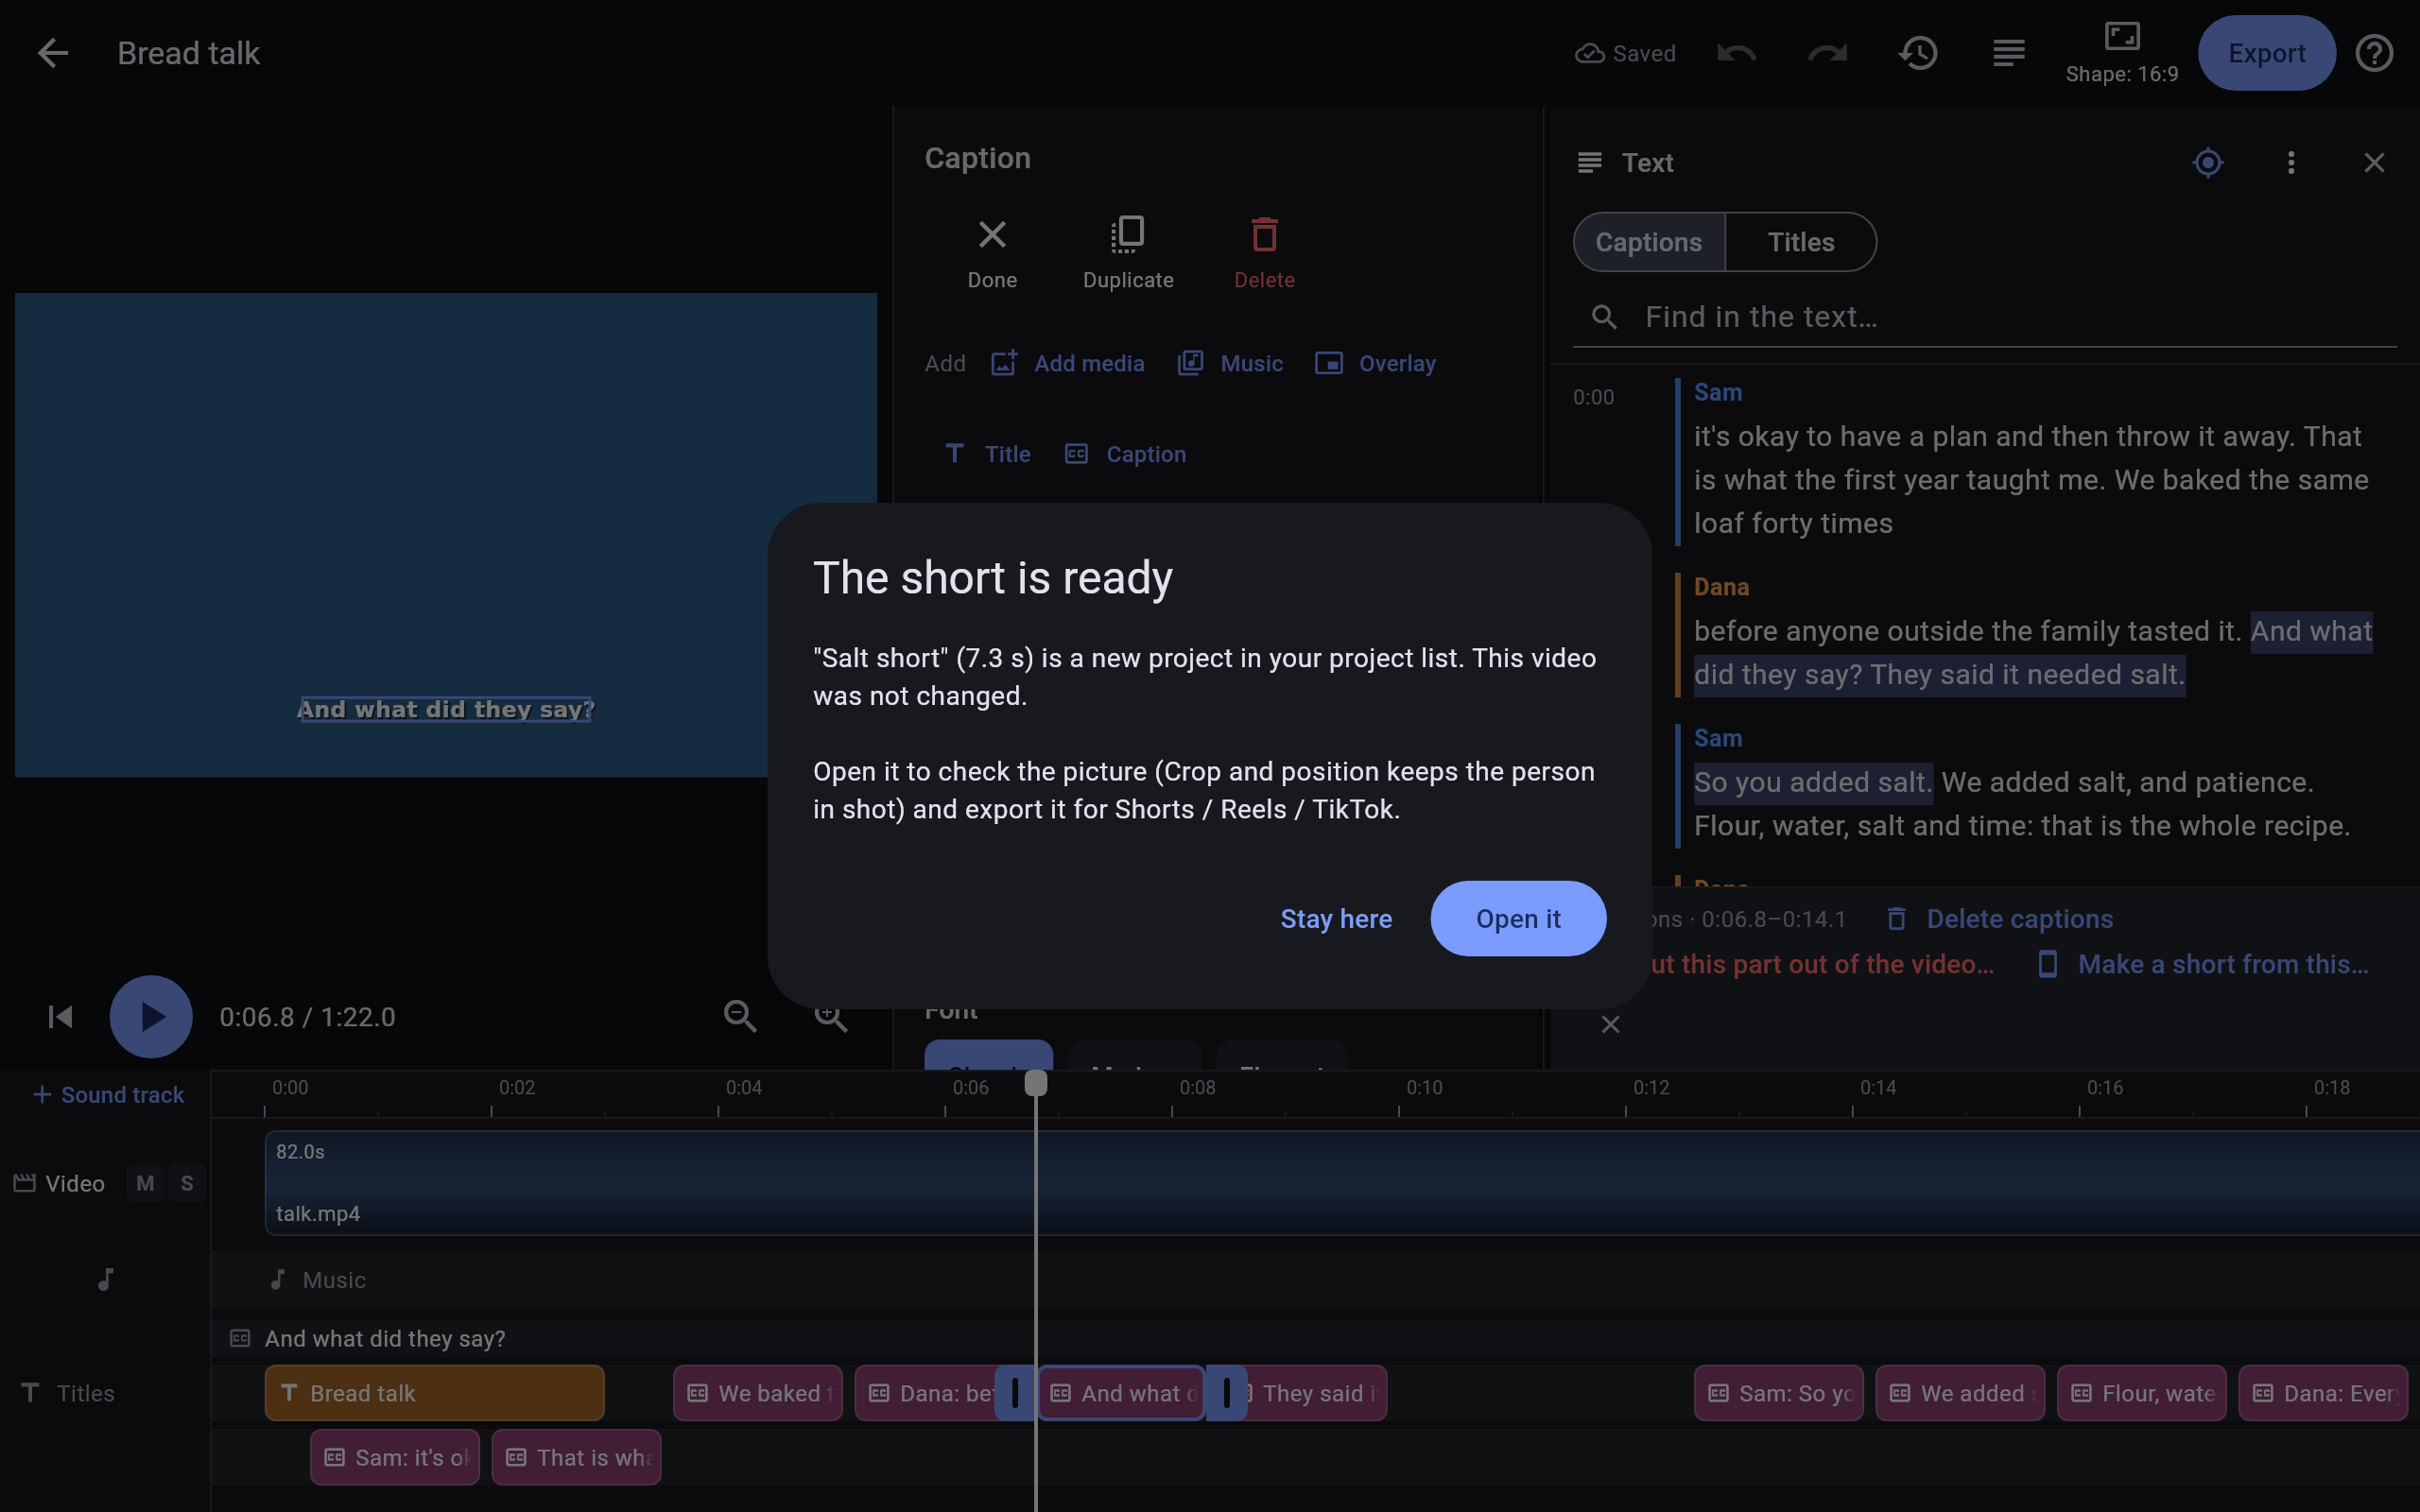 Bread talk
Saved
Shape: 16:9
Export
Caption
Done
Duplicate
Delete
Add
Add media
Music
Overlay
Title
Caption
Text
Captions
Titles
Find in the text...
0:00
Sam
it's okay to have a plan and then throw it away. That
is what the first year taught me. We baked the same
loaf forty times
Dana
before anyone outside the family tasted it. And what
did they say? They said it needed salt.
Sam
So you added salt. We added salt, and patience.
Flour, water, salt and time: that is the whole recipe.
And what did they say?
The short is ready
"Salt short" (7.3 s) is a new project in your project list. This video
was not changed.
Open it to check the picture (Crop and position keeps the person
in shot) and export it for Shorts / Reels / TikTok.
Stay here
Open it
· 0:06.8–0:14.1
Delete captions
this part out of the video...
Make a short from this...
0:06.8 / 1:22.0
Font
Sound track
0:00
0:02
0:04
0:06
0:08
0:10
0:12
0:14
0:16
0:18
Video
M
S
82.0s
talk.mp4
Music
And what did they say?
Titles
Bread talk
We baked
Dana: be
And what
They said
Sam: So yo
We added
Flour, wate
Dana: Ever
Sam: it's o
That is wh